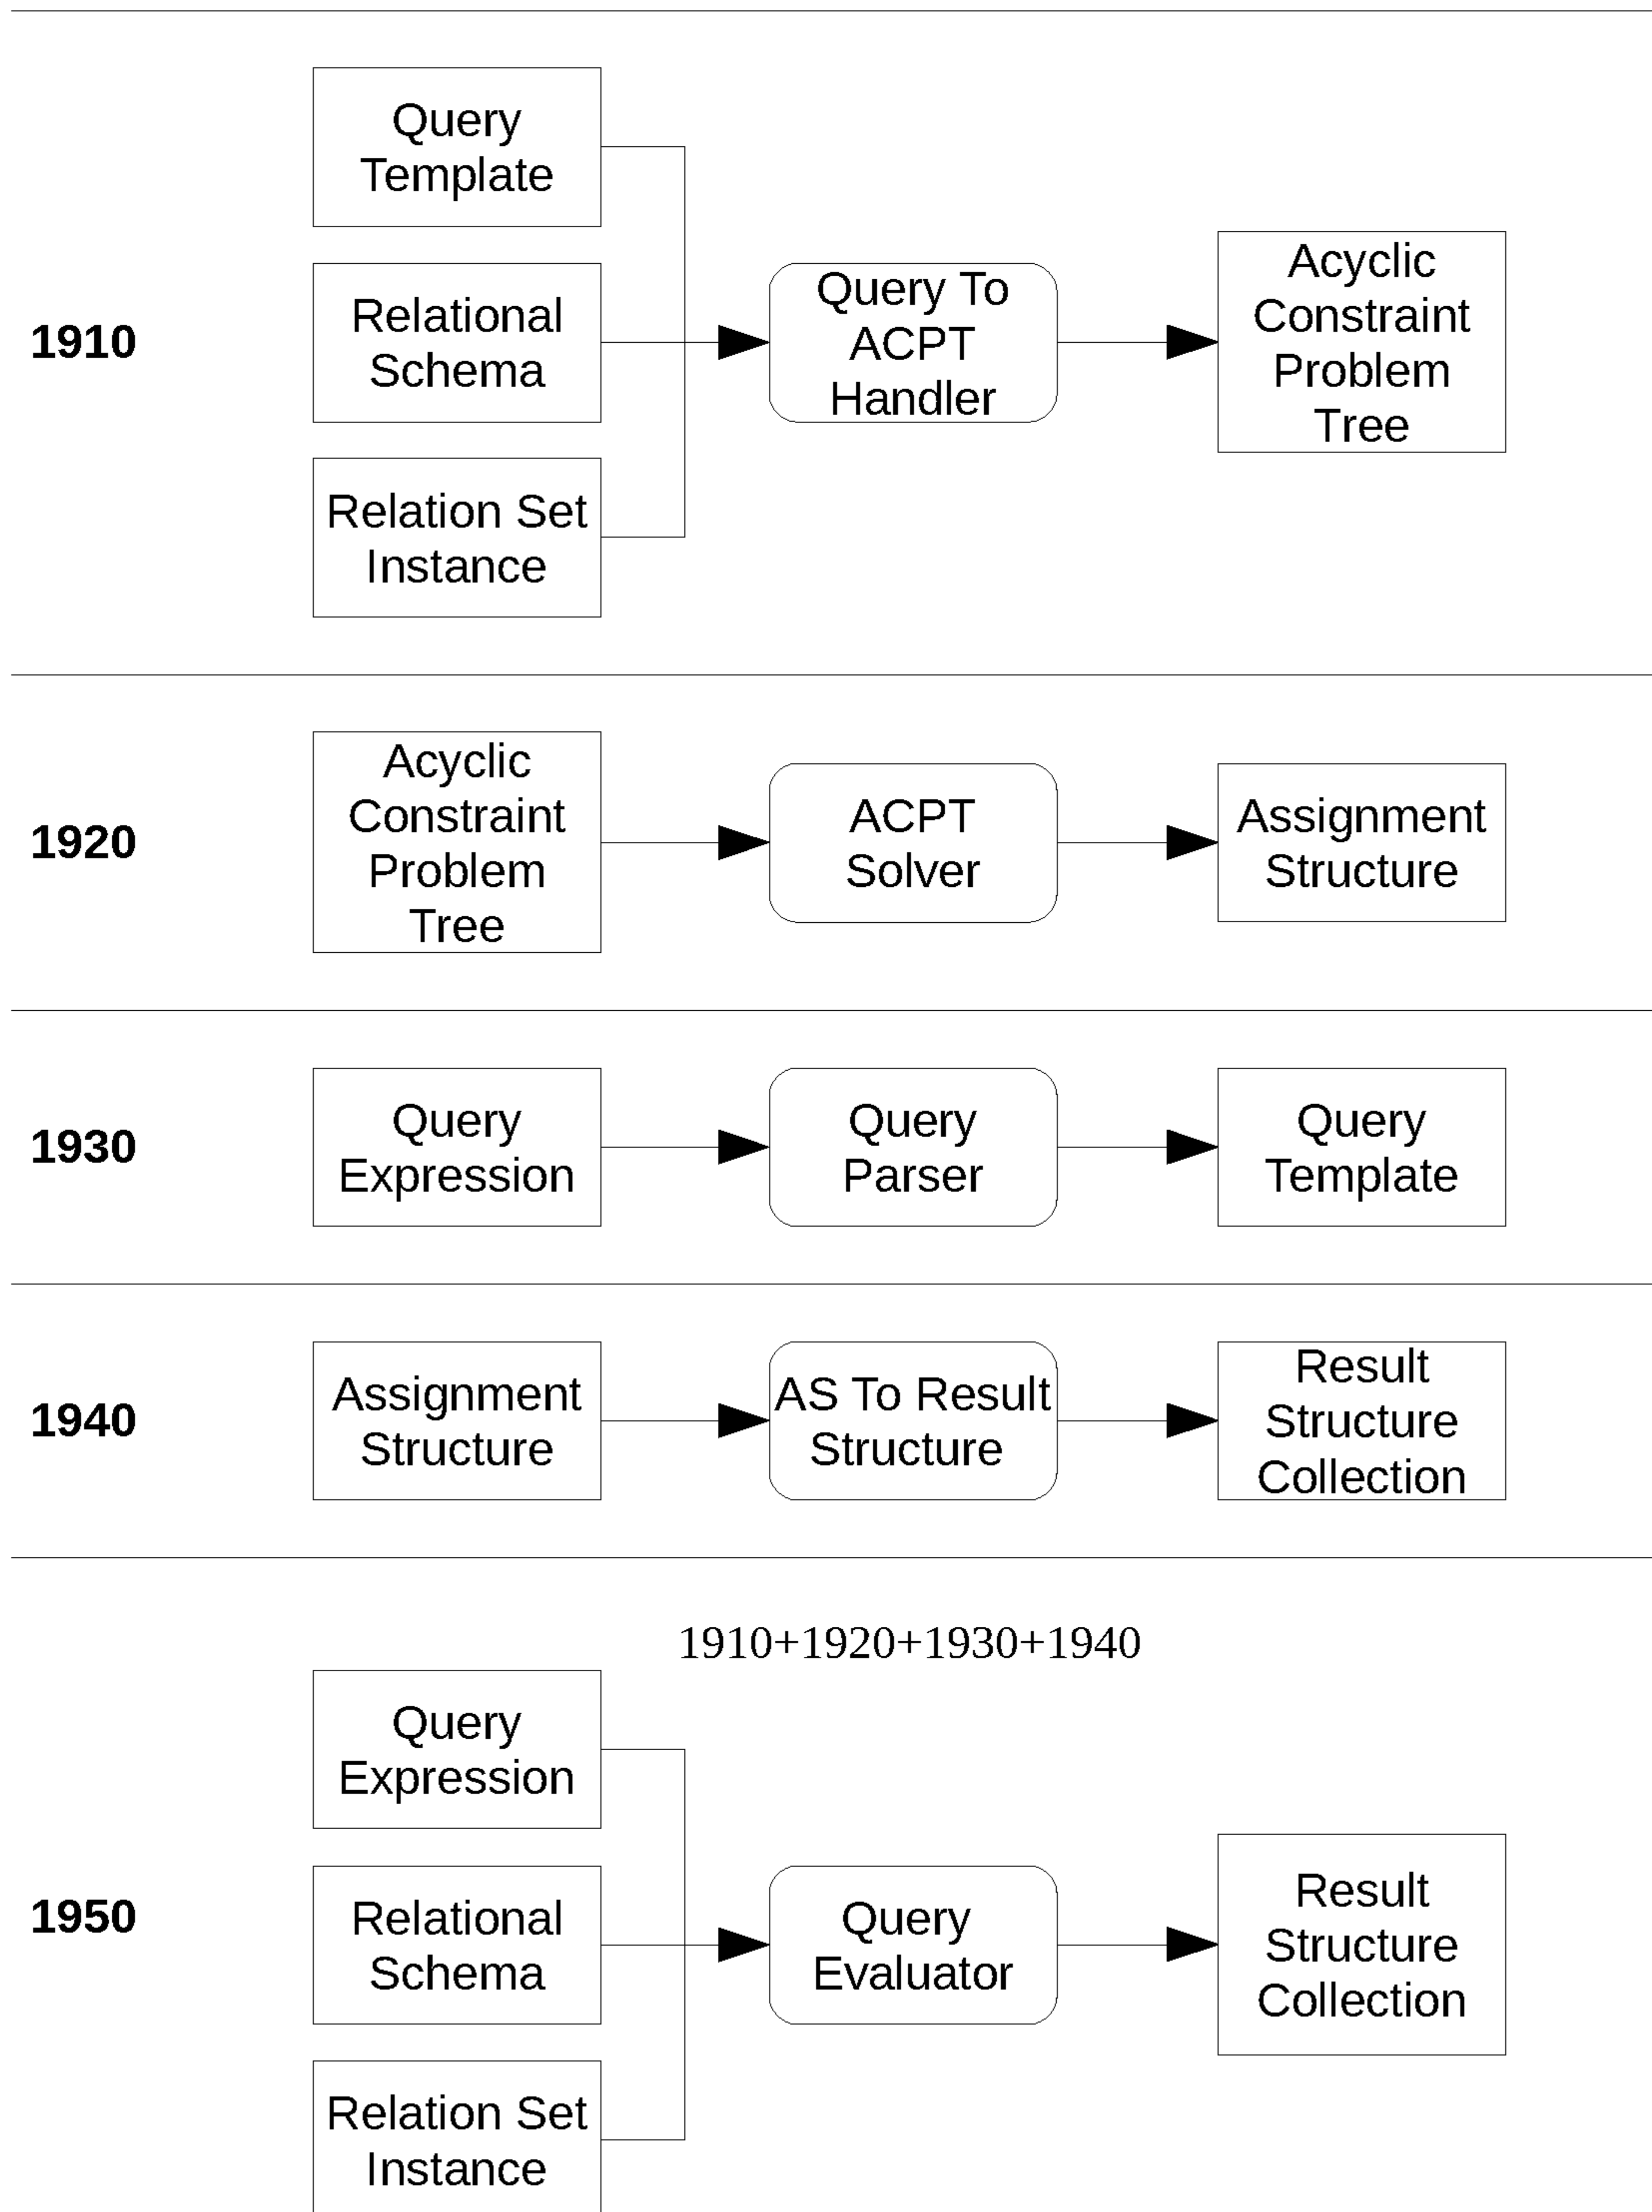 Query
Template
1910
Relational
Schema
Relation Set
Instance
Query To
ACPT
Handler
Acyclic
Constraint
Problem
Tree
1920
Acyclic
Constraint
Problem
Tree
ACPT
Solver
Assignment
Structure
1930
Query
Expression
Query
Parser
Query
Template
1940
Assignment
Structure
AS To Result
Structure
Result
Structure
Collection
1910+1920+1930+1940
Query
Expression
1950
Relational
Schema
Relation Set
Instance
Query
Evaluator
Result
Structure
Collection